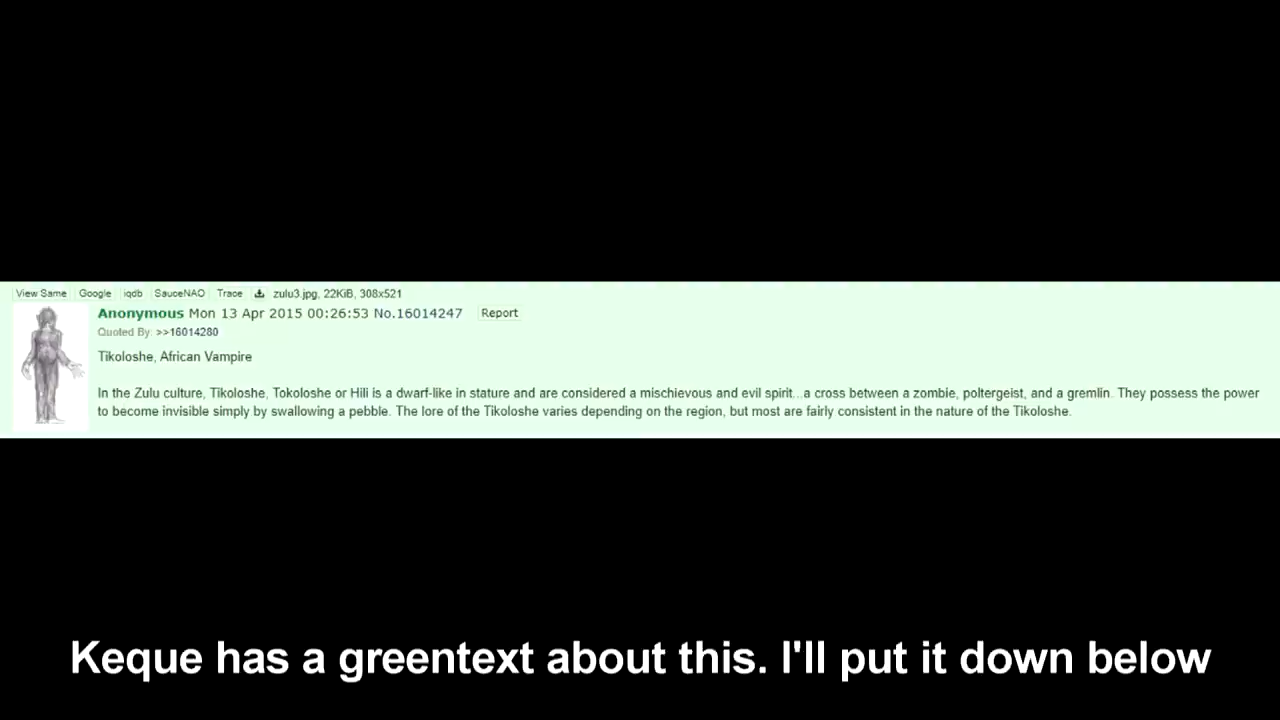 View Same Google iqdb SauceNAO Trace zulu3.jpg, 22KiB, 308x521
Anonymous Mon 13 Apr 2015 00:26:53 No.16014247 Report
Quoted By: >>16014280
Tikoloshe, African Vampire
In the Zulu culture, Tikoloshe, Tokoloshe or Hili is a dwarf-like in stature and are considered a mischievous and evil spirit...a cross between a zombie, poltergeist, and a gremlin. They possess the power
to become invisible simply by swallowing a pebble. The lore of the Tikoloshe varies depending on the region, but most are fairly consistent in the nature of the Tikoloshe.
Keque has a greentext about this. I'll put it down below